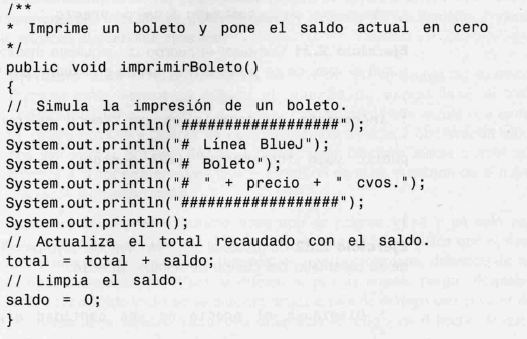 /**
* Imprime un boleto y pone el saldo actual en cero
*/
public void imprimirBoleto()
{
// Simula la impresión de un boleto.
System.out.println("##################");
System.out.println("# Línea BlueJ");
System.out.println("# Boleto");
System.out.println("# " + precio + " cvos.");
System.out.println("##################");
System.out.println();
// Actualiza el total recaudado con el saldo.
total = total + saldo;
// Limpia el saldo.
saldo = 0;
}